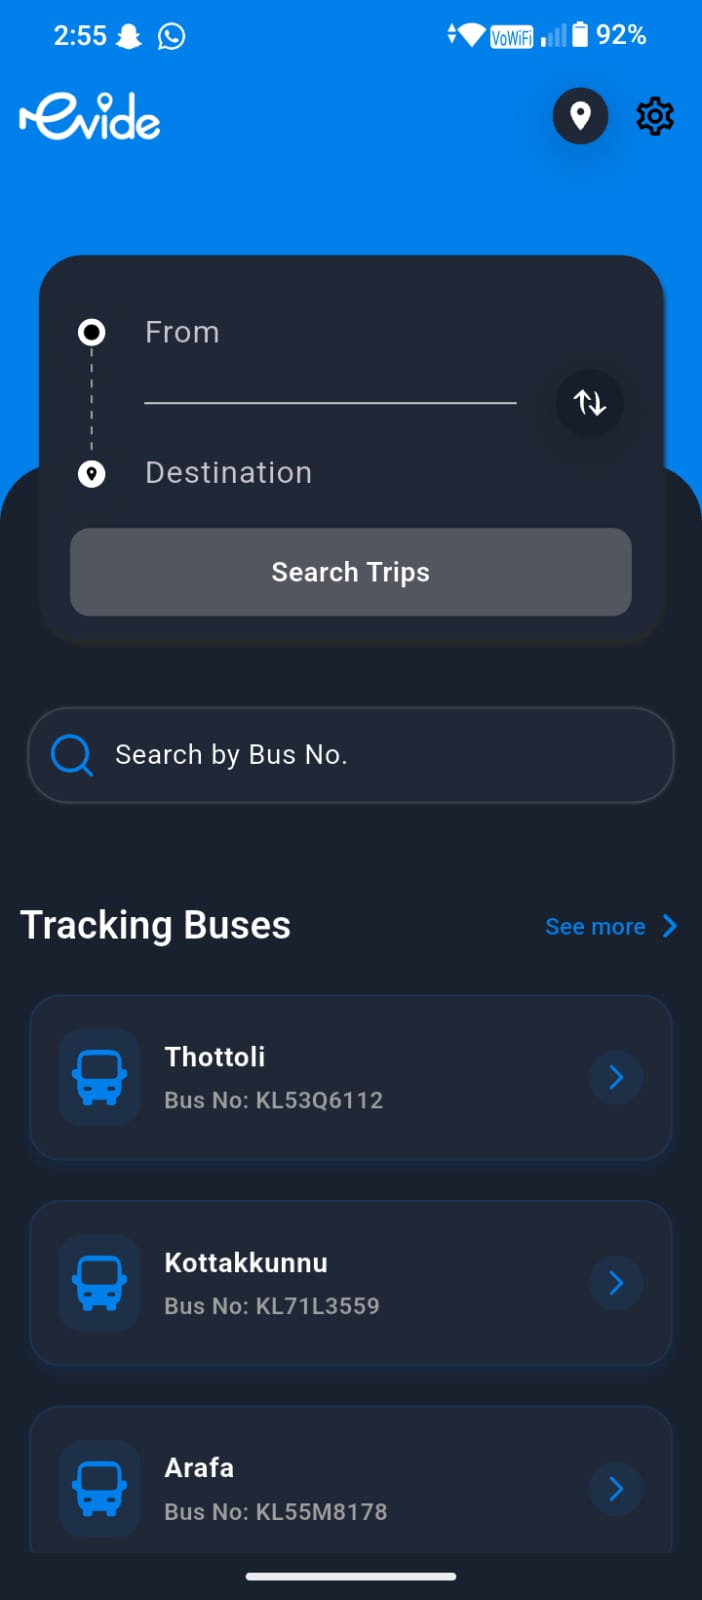 2:55 VoWiFi 92%
evide
From
Destination
Search Trips
Search by Bus No.
Tracking Buses See more
Thottoli
Bus No: KL53Q6112
Kottakkunnu
Bus No: KL71L3559
Arafa
Bus No: KL55M8178